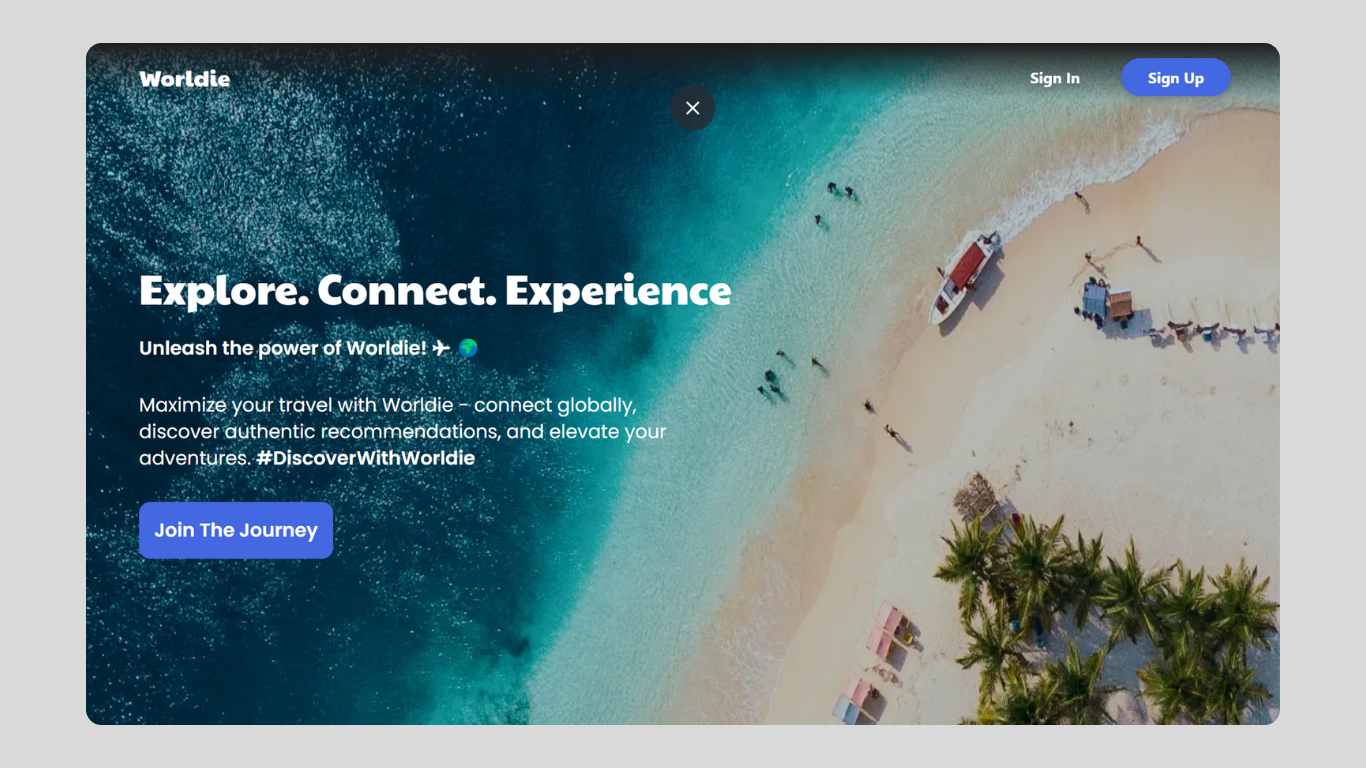 Worldie
Sign In
Sign Up
Explore. Connect. Experience
Unleash the power of Worldie! ✈ 🌍
Maximize your travel with Worldie – connect globally,
discover authentic recommendations, and elevate your
adventures. #DiscoverWithWorldie
Join The Journey